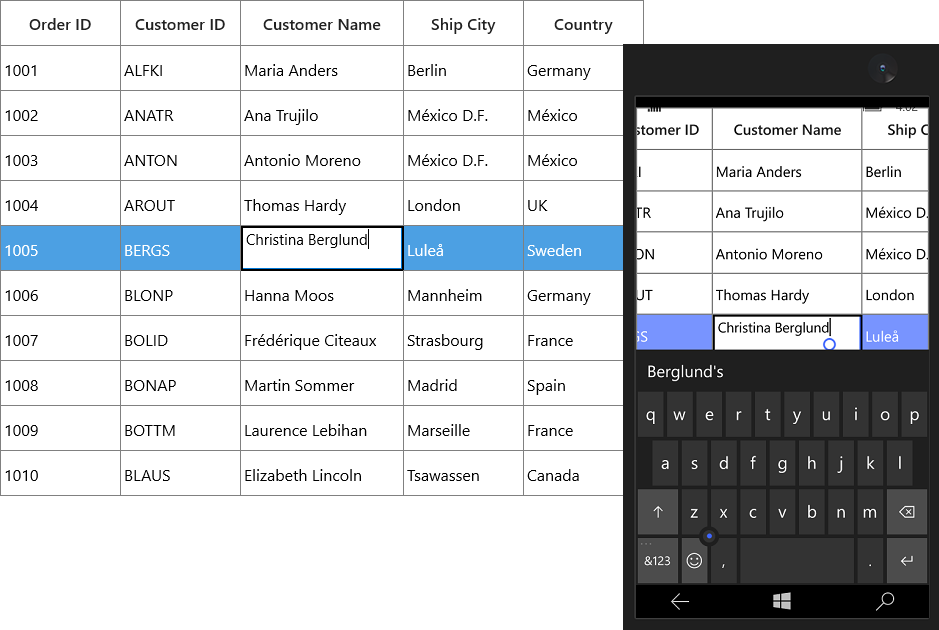 Order ID Customer ID Customer Name Ship City Country
1001 ALFKI Maria Anders Berlin Germany
1002 ANATR Ana Trujilo México D.F. México
1003 ANTON Antonio Moreno México D.F. México
1004 AROUT Thomas Hardy London UK
1005 BERGS Christina Berglund Luleå Sweden
1006 BLONP Hanna Moos Mannheim Germany
1007 BOLID Frédérique Citeaux Strasbourg France
1008 BONAP Martin Sommer Madrid Spain
1009 BOTTM Laurence Lebihan Marseille France
1010 BLAUS Elizabeth Lincoln Tsawassen Canada
stomer ID Customer Name Ship C
I Maria Anders Berlin
TR Ana Trujilo México D.
ON Antonio Moreno México D.
UT Thomas Hardy London
GS Christina Berglund Luleå
Berglund's
q w e r t y u i o p
a s d f g h j k l
z x c v b n m
&123 , .